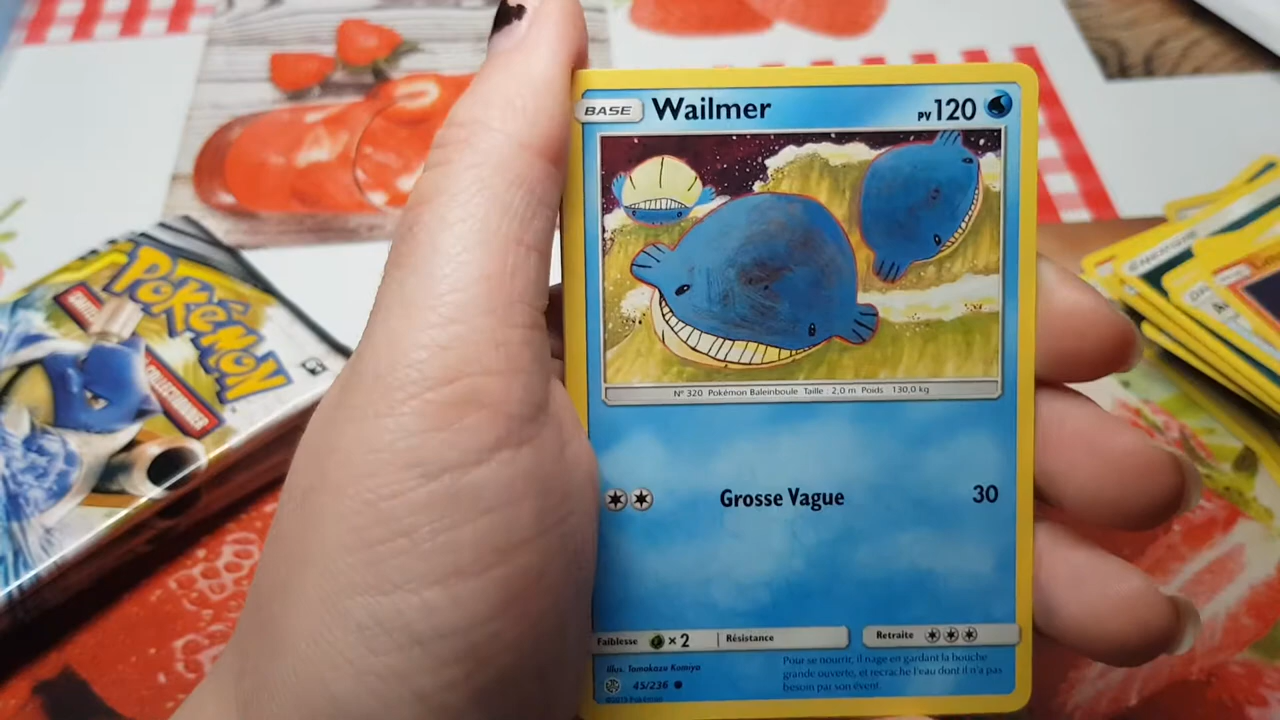 BASE Wailmer PV120
N° 320 Pokémon Baleinboule Taille : 2,0 m Poids : 130,0 kg
Grosse Vague 30
Faiblesse ×2 Résistance Retraite
Illus. Tomokazu Komiya
45/236
Pour se nourrir, il nage en gardant la bouche
grande ouverte, et recrache l'eau dont il n'a pas
besoin par son évent.
POKÉMON